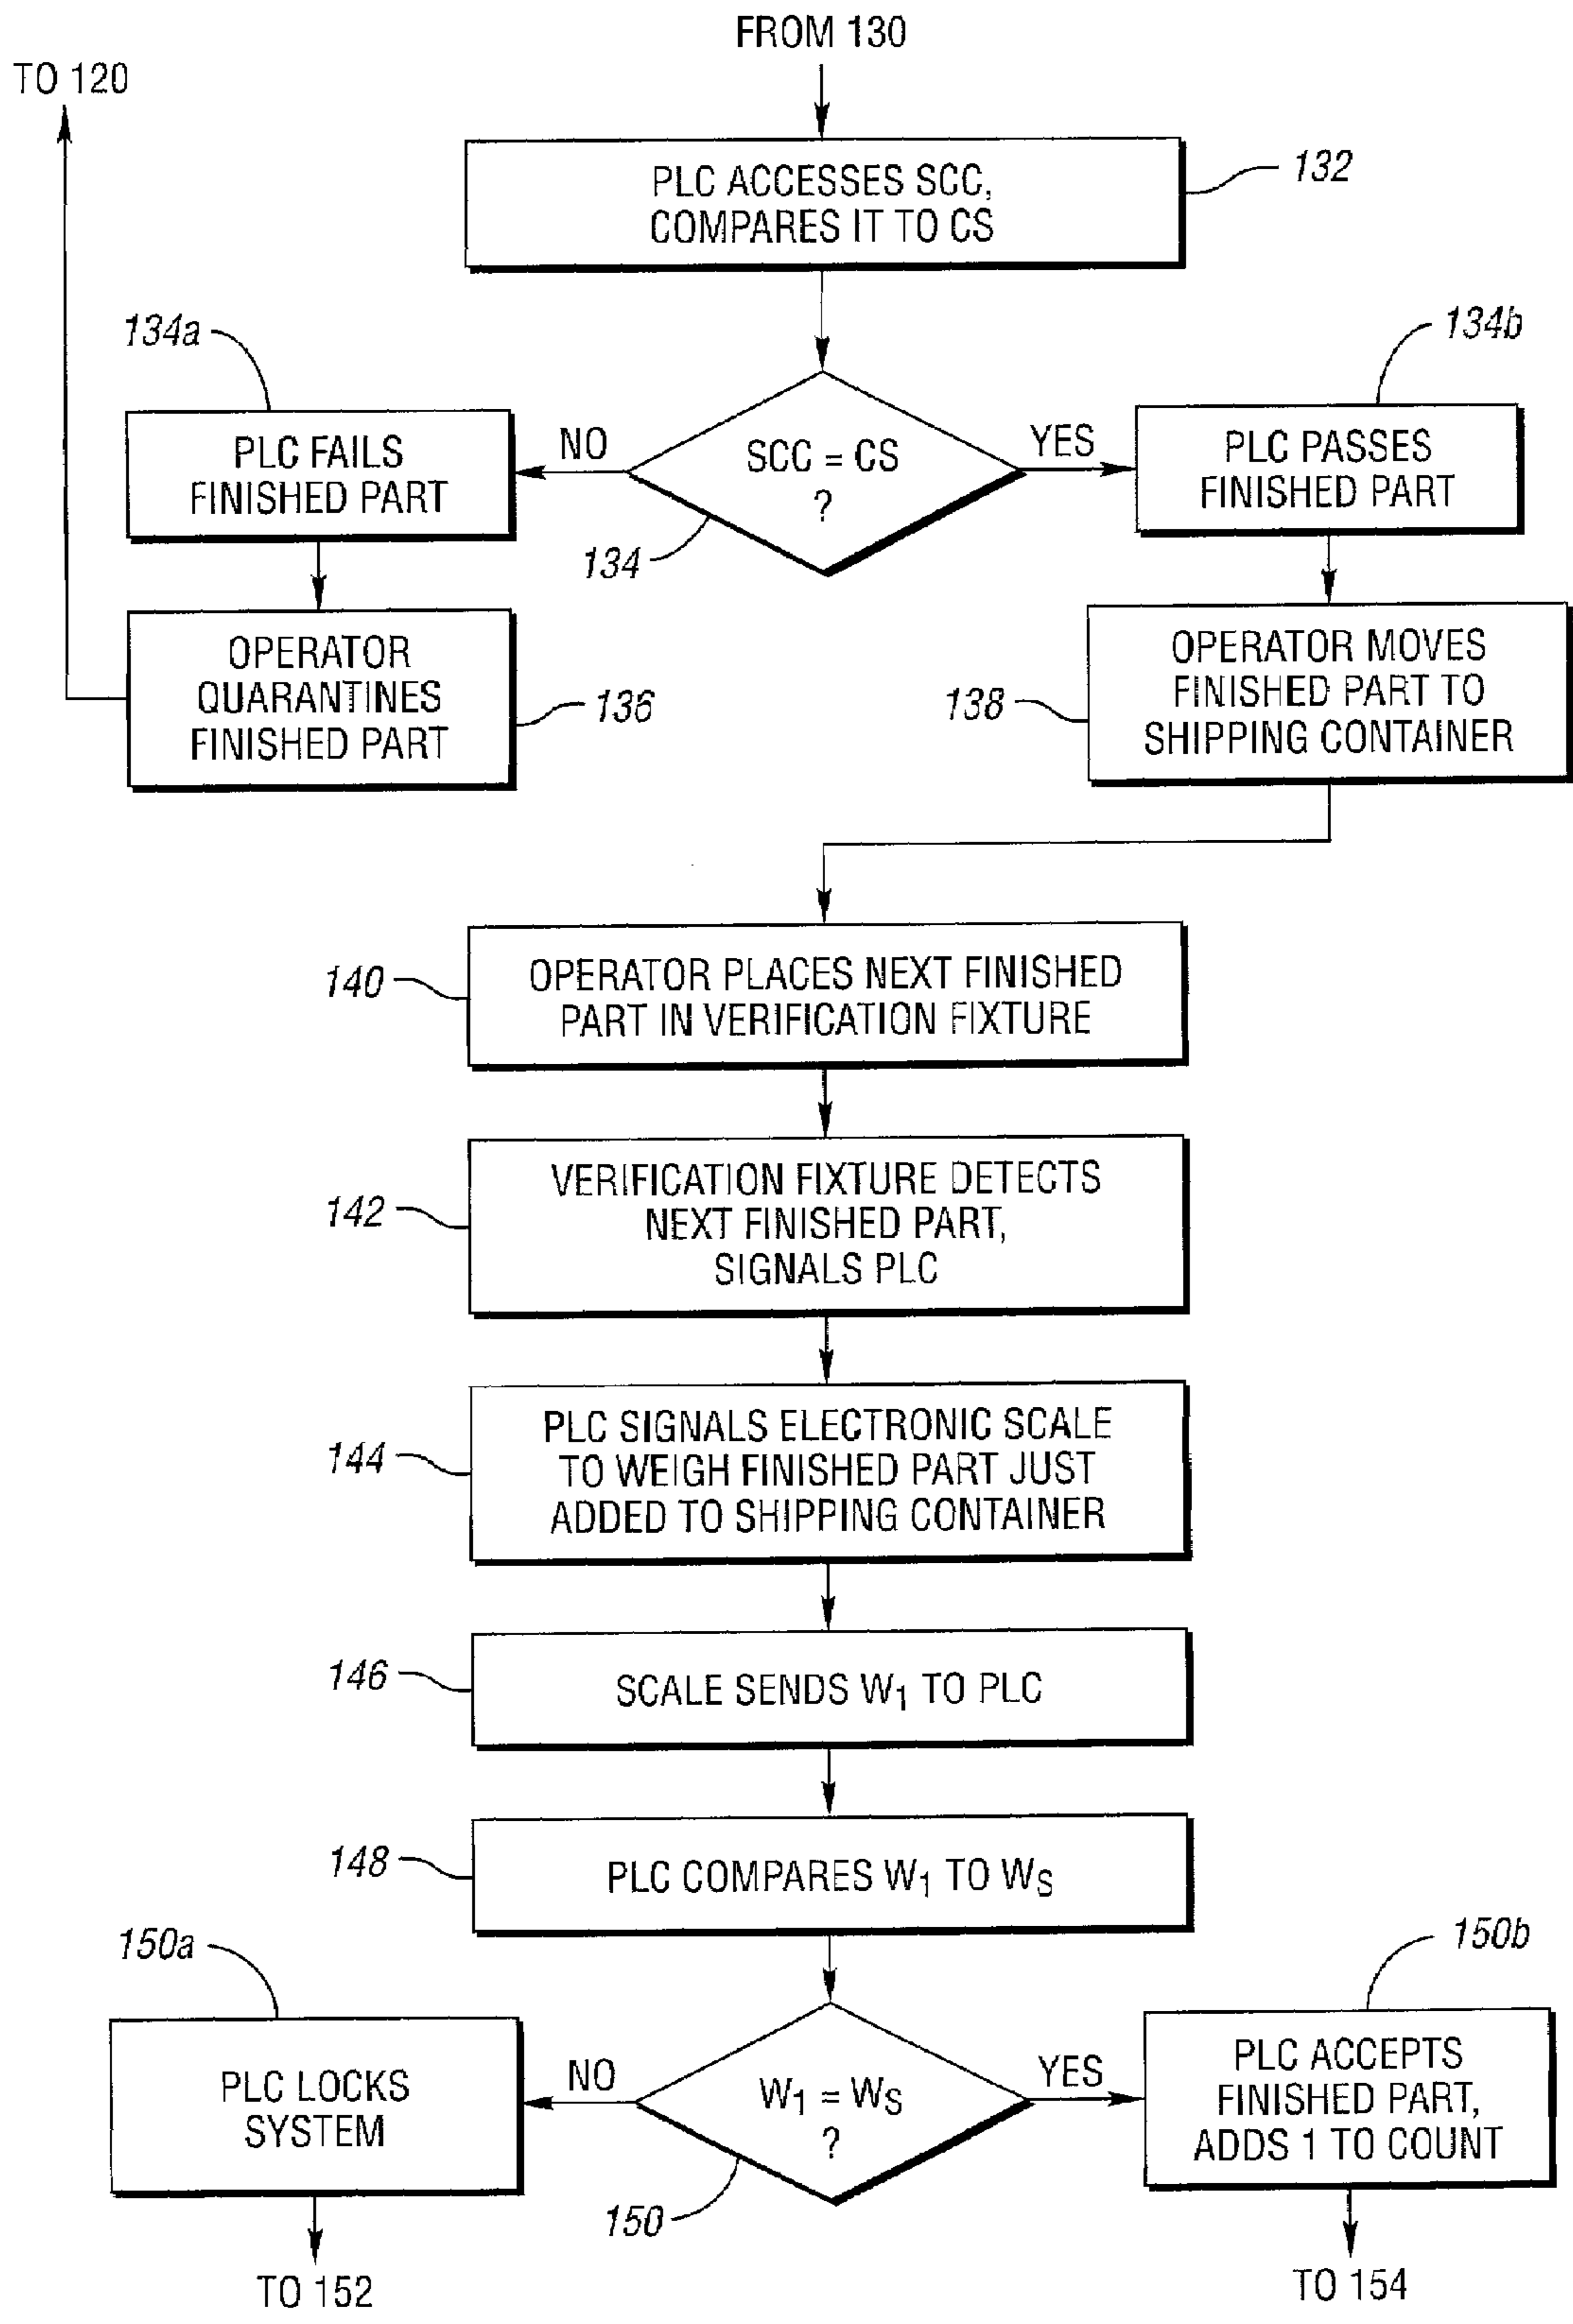 FROM 130
TO 120
PLC ACCESSES SCC,
COMPARES IT TO CS
132
134a
134b
PLC FAILS
FINISHED PART
NO
SCC = CS
?
YES
PLC PASSES
FINISHED PART
134
OPERATOR
QUARANTINES
FINISHED PART
136
138
OPERATOR MOVES
FINISHED PART TO
SHIPPING CONTAINER
140
OPERATOR PLACES NEXT FINISHED
PART IN VERIFICATION FIXTURE
142
VERIFICATION FIXTURE DETECTS
NEXT FINISHED PART,
SIGNALS PLC
144
PLC SIGNALS ELECTRONIC SCALE
TO WEIGH FINISHED PART JUST
ADDED TO SHIPPING CONTAINER
146
SCALE SENDS W1 TO PLC
148
PLC COMPARES W1 TO WS
150a
150b
PLC LOCKS
SYSTEM
NO
W1 = WS
?
YES
PLC ACCEPTS
FINISHED PART,
ADDS 1 TO COUNT
150
TO 152
TO 154